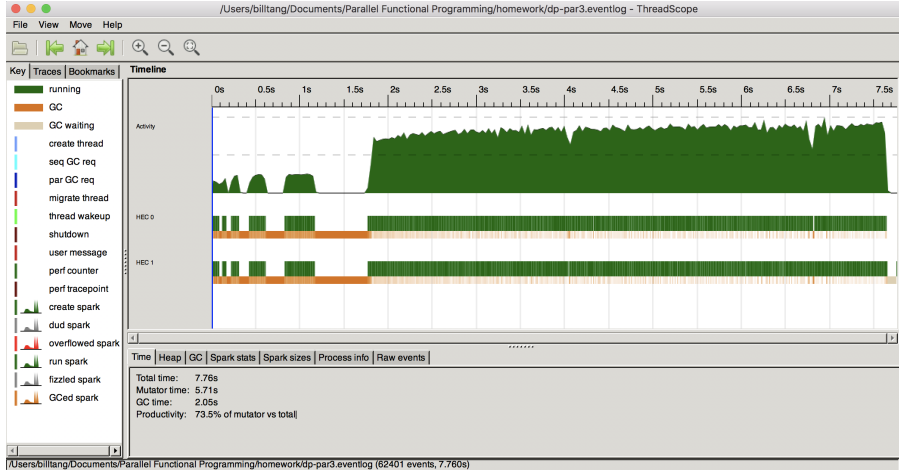 /Users/billtang/Documents/Parallel Functional Programming/homework/dp-par3.eventlog - ThreadScope
File View Move Help
Key Traces Bookmarks
running
GC
GC waiting
create thread
seq GC req
par GC req
migrate thread
thread wakeup
shutdown
user message
perf counter
perf tracepoint
create spark
dud spark
overflowed spark
run spark
fizzled spark
GCed spark
Timeline
0s 0.5s 1s 1.5s 2s 2.5s 3s 3.5s 4s 4.5s 5s 5.5s 6s 6.5s 7s 7.5s
Activity
HEC 0
HEC 1
Time Heap GC Spark stats Spark sizes Process info Raw events
Total time: 7.76s
Mutator time: 5.71s
GC time: 2.05s
Productivity: 73.5% of mutator vs total
/Users/billtang/Documents/Parallel Functional Programming/homework/dp-par3.eventlog (62401 events, 7.760s)